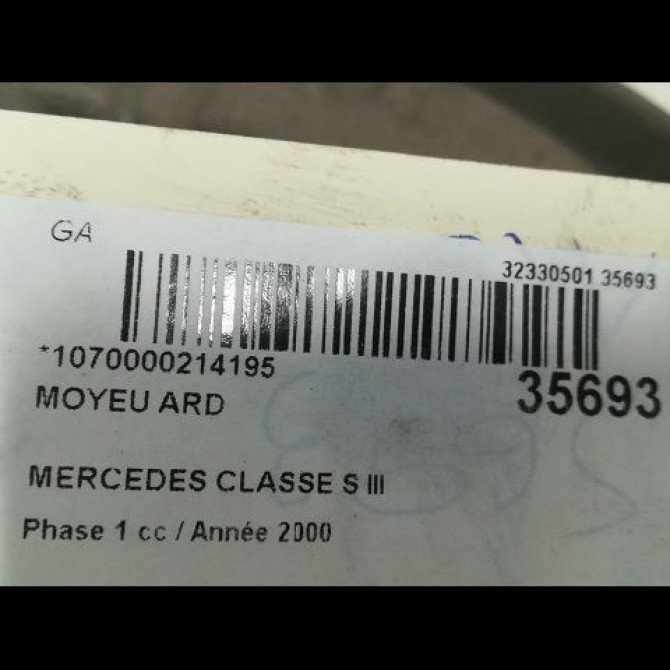 GA
32330501 35693
*1070000214195
35693
MOYEU ARD
MERCEDES CLASSE S III
Phase 1 cc / Année 2000